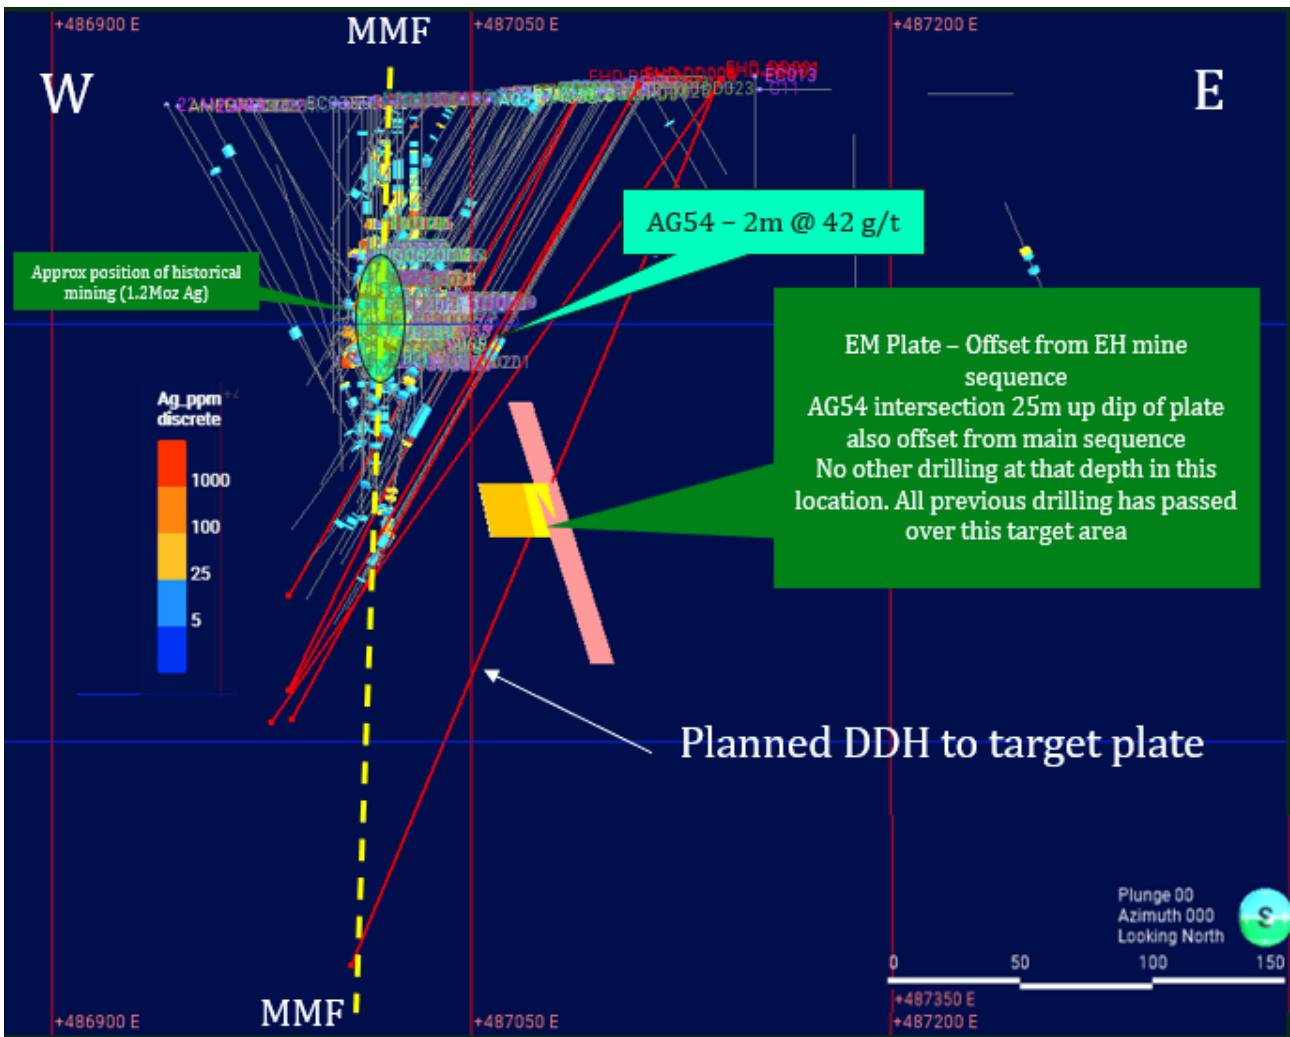 +486900 E
MMF
+487050 E
+487200 E
W
E
EC013
C11
AG54 – 2m @ 42 g/t
Approx position of historical
mining (1.2Moz Ag)
EM Plate – Offset from EH mine
sequence
AG54 intersection 25m up dip of plate
also offset from main sequence
No other drilling at that depth in this
location. All previous drilling has passed
over this target area
Ag_ppm
discrete
1000
100
25
5
Planned DDH to target plate
Plunge 00
Azimuth 000
Looking North
S
0
50
100
150
+487350 E
MMF
+486900 E
+487050 E
+487200 E